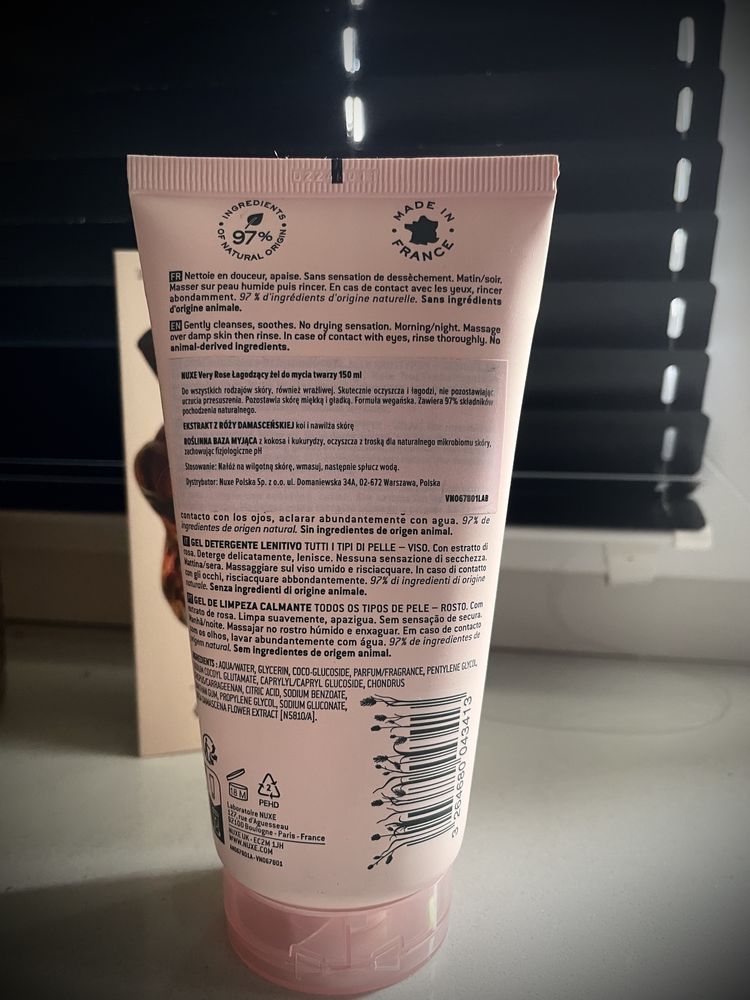 INGREDIENTS
97%
OF NATURAL ORIGIN
MADE IN
FRANCE
FR Nettoie en douceur, apaise. Sans sensation de dessèchement. Matin/soir.
Masser sur peau humide puis rincer. En cas de contact avec les yeux, rincer
abondamment. 97 % d'ingrédients d'origine naturelle. Sans ingrédients
d'origine animale.
EN Gently cleanses, soothes. No drying sensation. Morning/night. Massage
over damp skin then rinse. In case of contact with eyes, rinse thoroughly. No
animal-derived ingredients.
NUXE Very Rose Łagodzący żel do mycia twarzy 150 ml
Do wszystkich rodzajów skóry, również wrażliwej. Skutecznie oczyszcza i łagodzi, nie pozostawiając
uczucia przesuszenia. Pozostawia skórę miękką i gładką. Formuła wegańska. Zawiera 97% składników
pochodzenia naturalnego.
EKSTRAKT Z RÓŻY DAMASCEŃSKIEJ koi i nawilża skórę
ROŚLINNA BAZA MYJĄCA z kokosa i kukurydzy, oczyszcza z troską dla naturalnego mikrobiomu skóry,
zachowując fizjologiczne pH
Stosowanie: Nałóż na wilgotną skórę, wmasuj, następnie spłucz wodą.
Dystrybutor: Nuxe Polska Sp. z o.o. ul. Domaniewska 34A, 02-672 Warszawa, Polska
VN067801LAB
contacto con los ojos, aclarar abundantemente con agua. 97% de
ingredientes de origen natural. Sin ingredientes de origen animal.
IT GEL DETERGENTE LENITIVO TUTTI I TIPI DI PELLE – VISO. Con estratto di
rosa. Deterge delicatamente, lenisce. Nessuna sensazione di secchezza.
Mattina/sera. Massaggiare sul viso umido e risciacquare. In caso di contatto
con gli occhi, risciacquare abbondantemente. 97% di ingredienti di origine
naturale. Senza ingredienti di origine animale.
GEL DE LIMPEZA CALMANTE TODOS OS TIPOS DE PELE – ROSTO. Com
extrato de rosa. Limpa suavemente, apazigua. Sem sensação de secura.
Manhã/noite. Massajar no rosto húmido e enxaguar. Em caso de contacto
com os olhos, lavar abundantemente com água. 97% de ingredientes de
origem natural. Sem ingredientes de origem animal.
INGREDIENTS : AQUA/WATER, GLYCERIN, COCO-GLUCOSIDE, PARFUM/FRAGRANCE, PENTYLENE GLYCOL,
COCOYL GLUTAMATE, CAPRYLYL/CAPRYL GLUCOSIDE, CHONDRUS
CARRAGEENAN, CITRIC ACID, SODIUM BENZOATE,
GUM, PROPYLENE GLYCOL, SODIUM GLUCONATE,
DAMASCENA FLOWER EXTRACT [N5810/A].
18 M
2
PEHD
Laboratoire NUXE
127, rue d'Aguesseau
92100 Boulogne - Paris - France
NUXE UK - EC2M 1JH
WWW.NUXE.COM
VN067801A-VN067801
3 264680 043413